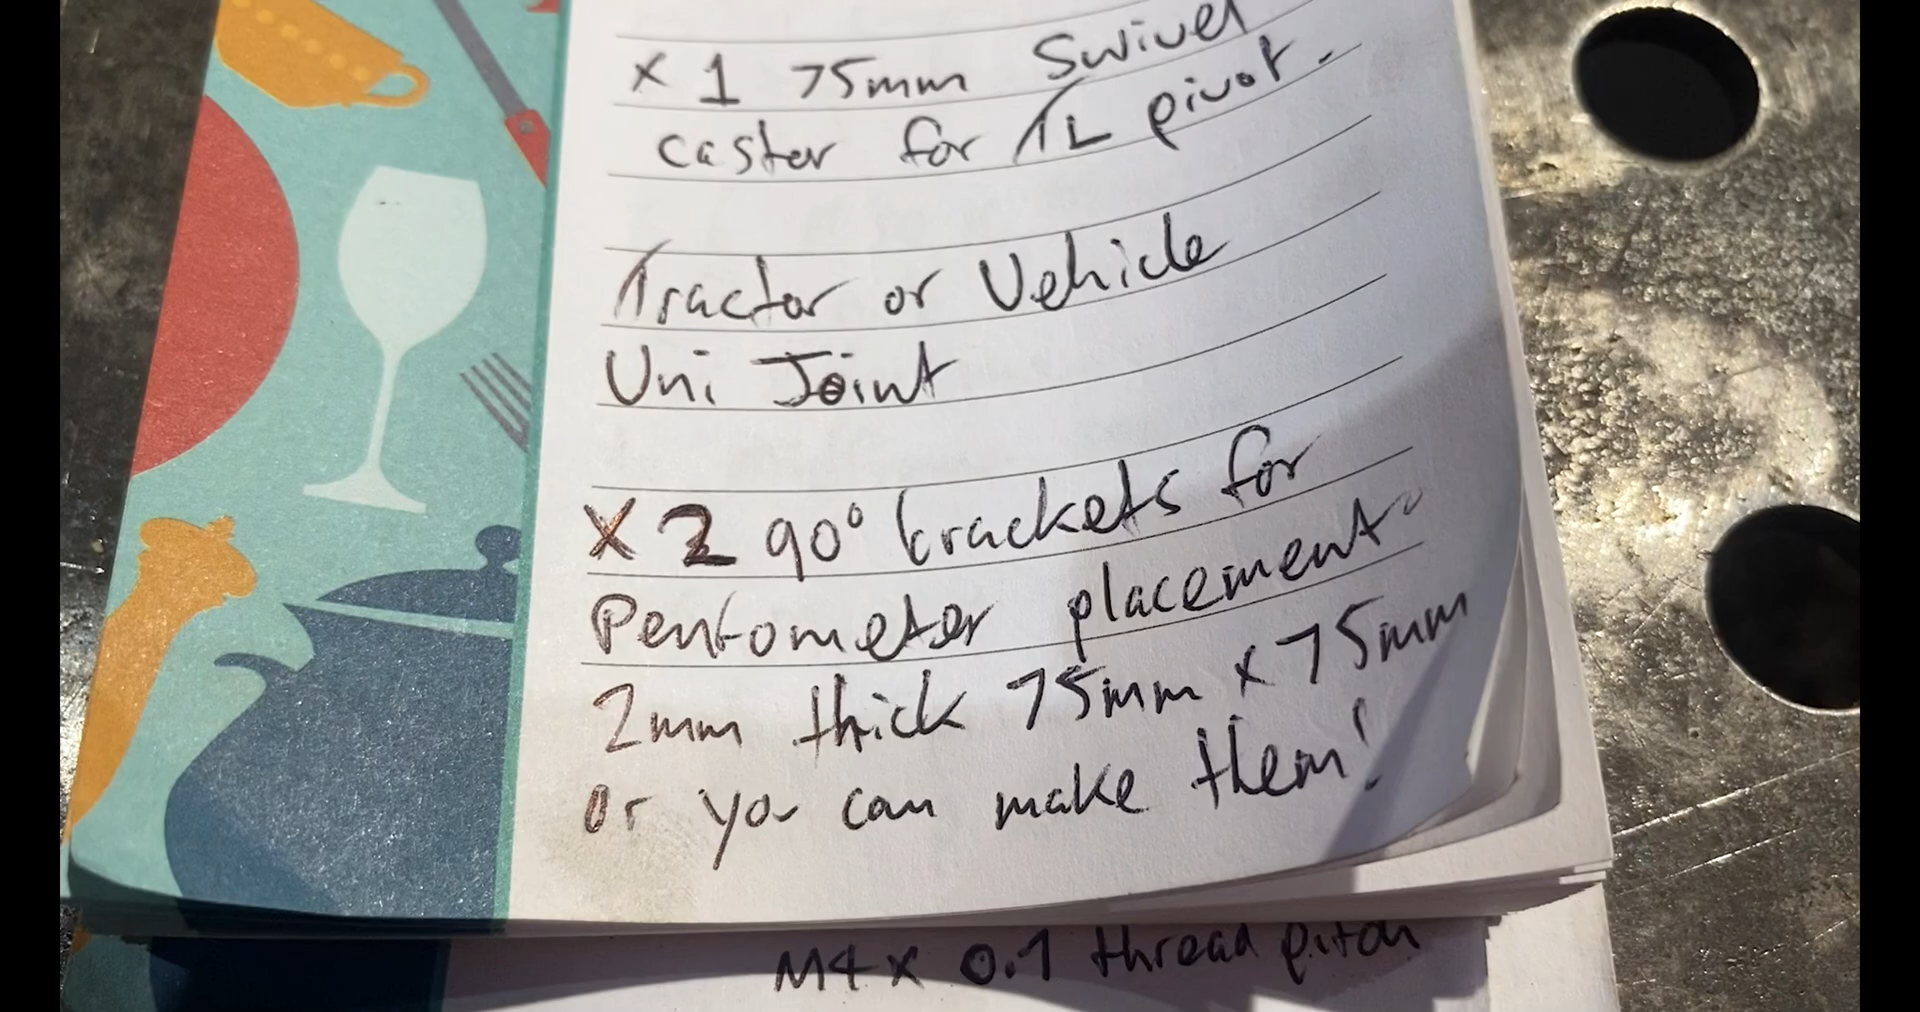 x 1 75mm Swivel
caster for TL pivot.
Tractor or Vehicle
Uni Joint
x 2 90° brackets for
Pentometer placement
2mm thick 75mm x 75mm
or you can make them!
M4 x 0.7 thread pitch